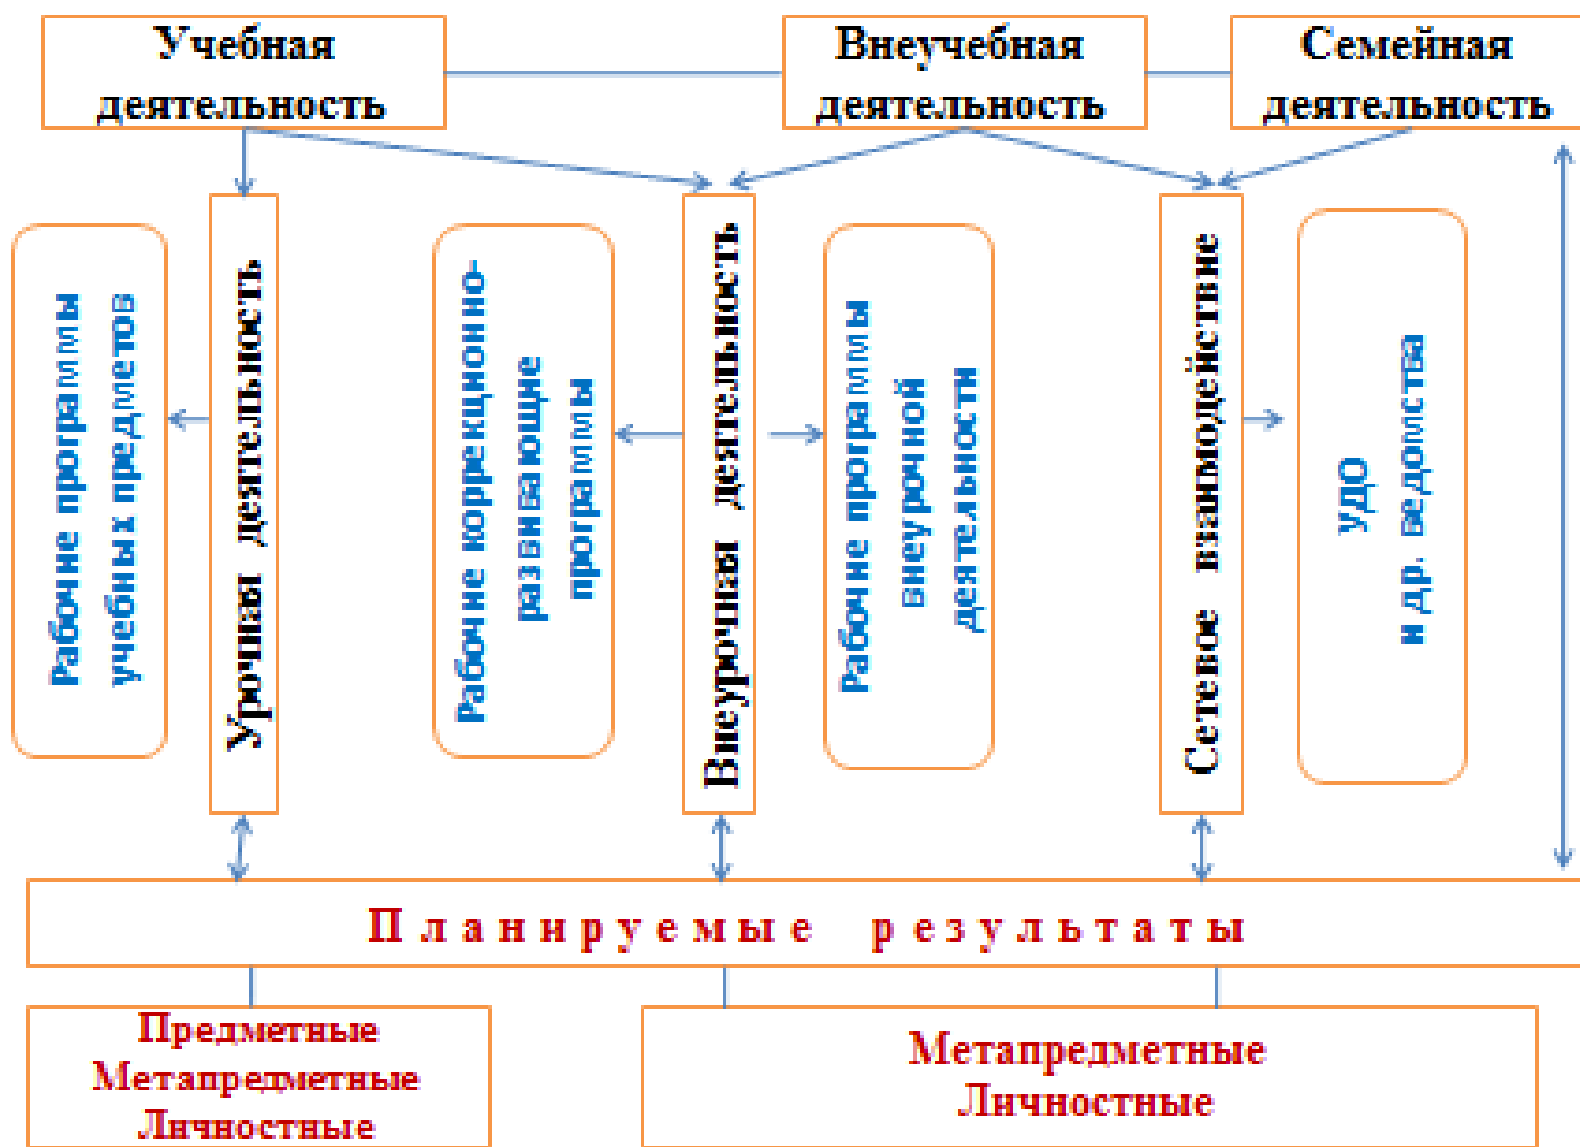 Учебная
деятельность
Внеучебная
деятельность
Семейная
деятельность
Рабочие программы
учебных предметов
Урочная деятельность
Рабочие коррекционно-
развивающие
программы
Внеурочная деятельность
Рабочие программы
внеурочной
деятельности
Сетевое взаимодействие
УДО
и др. ведомства
Планируемые результаты
Предметные
Метапредметные
Личностные
Метапредметные
Личностные